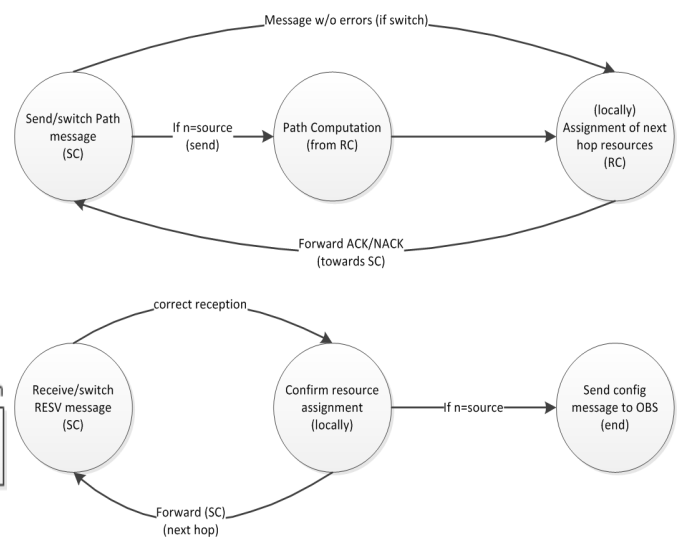 Message w/o errors (if switch)
Send/switch Path
message
(SC)
If n=source
(send)
Path Computation
(from RC)
(locally)
Assignment of next
hop resources
(RC)
Forward ACK/NACK
(towards SC)
correct reception
Receive/switch
RESV message
(SC)
Confirm resource
assignment
(locally)
If n=source
Send config
message to OBS
(end)
Forward (SC)
(next hop)